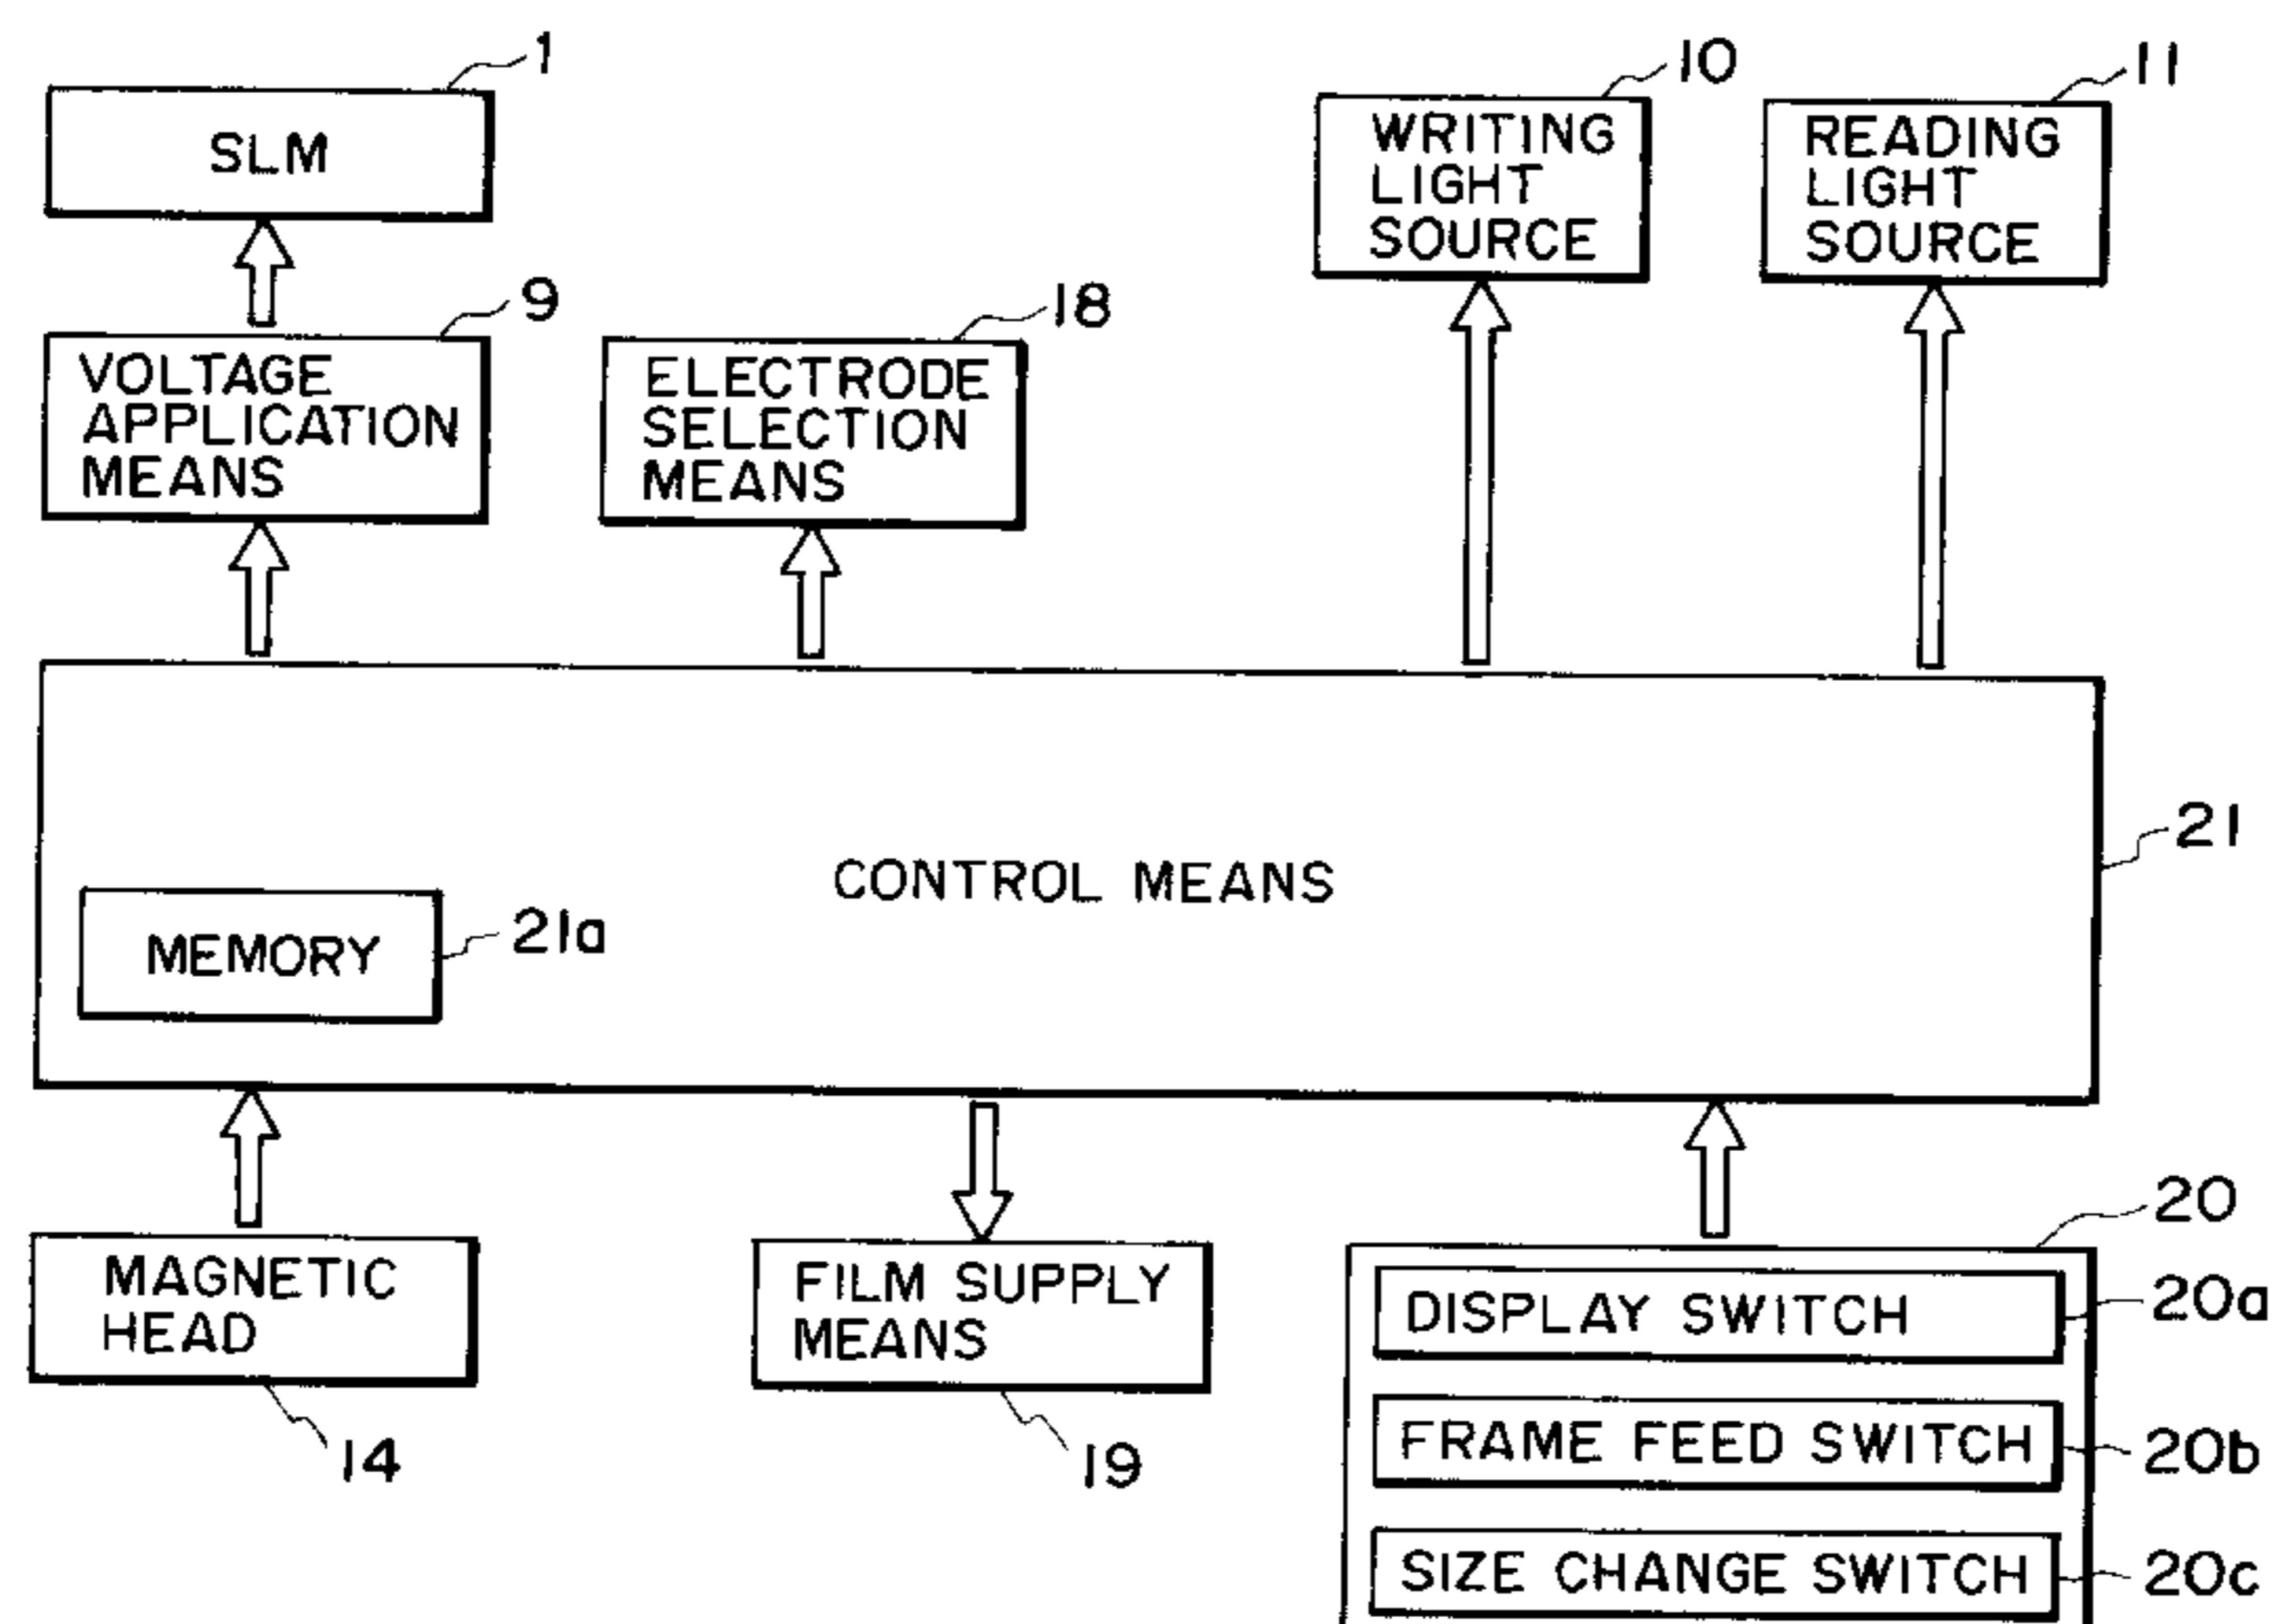 1
10
11
SLM
WRITING
LIGHT
SOURCE
READING
LIGHT
SOURCE
9
18
VOLTAGE
APPLICATION
MEANS
ELECTRODE
SELECTION
MEANS
21
CONTROL MEANS
MEMORY
21a
MAGNETIC
HEAD
14
FILM SUPPLY
MEANS
19
20
DISPLAY SWITCH
20a
FRAME FEED SWITCH
20b
SIZE CHANGE SWITCH
20c